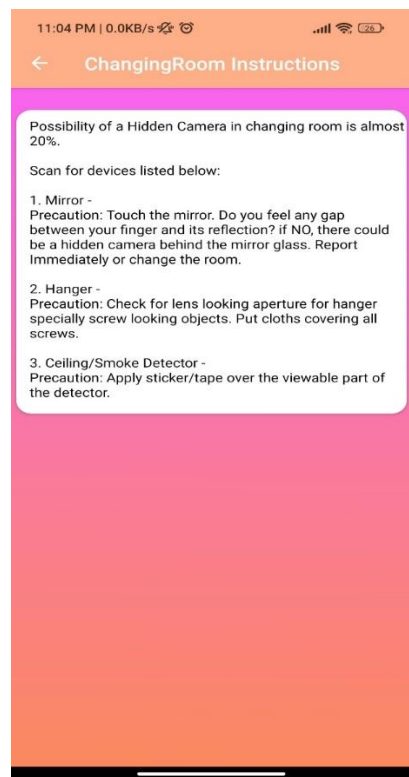 11:04 PM | 0.0KB/s
26
ChangingRoom Instructions
Possibility of a Hidden Camera in changing room is almost
20%.
Scan for devices listed below:
1. Mirror -
Precaution: Touch the mirror. Do you feel any gap
between your finger and its reflection? if NO, there could
be a hidden camera behind the mirror glass. Report
Immediately or change the room.
2. Hanger -
Precaution: Check for lens looking aperture for hanger
specially screw looking objects. Put cloths covering all
screws.
3. Ceiling/Smoke Detector -
Precaution: Apply sticker/tape over the viewable part of
the detector.